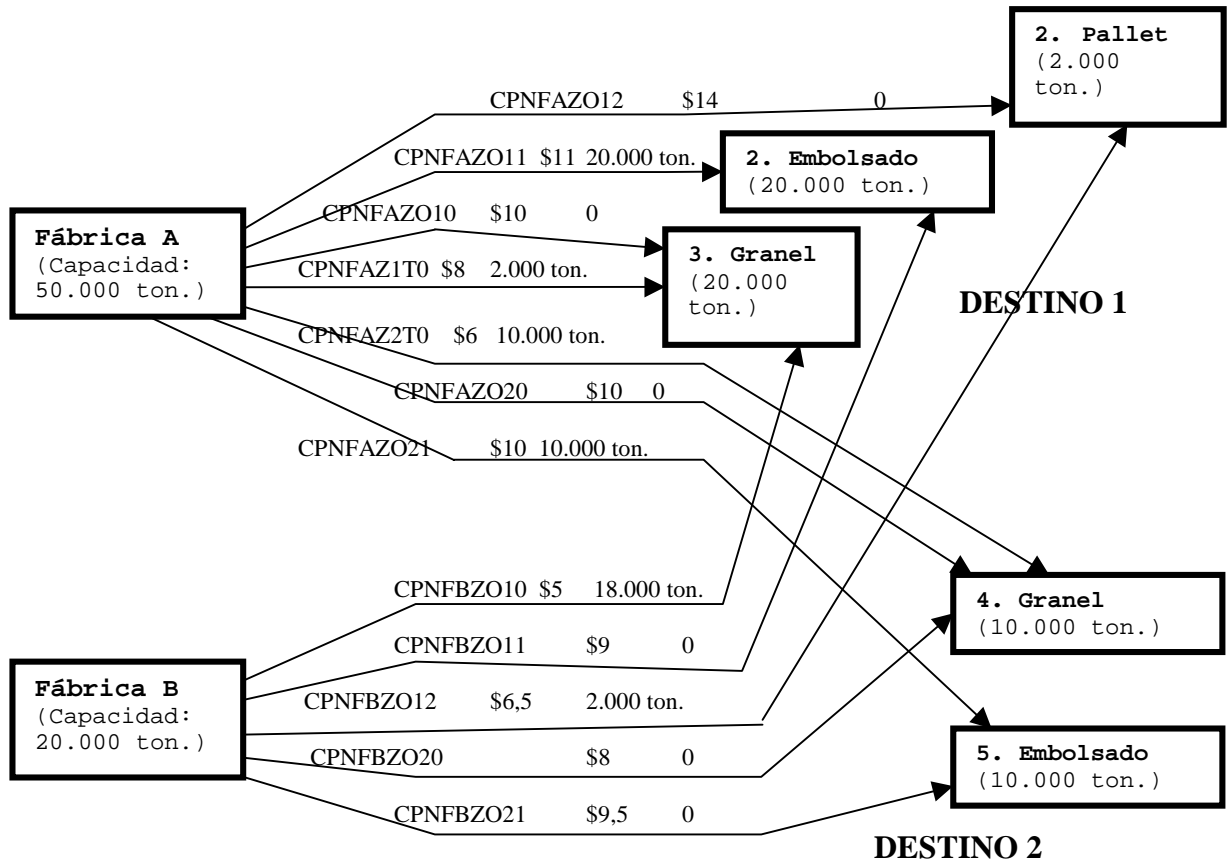 2. Pallet
(2.000
ton.)
CPNFAZO12 $14 0
CPNFAZO11 $11 20.000 ton.
2. Embolsado
(20.000 ton.)
CPNFAZO10 $10 0
Fábrica A
(Capacidad:
50.000 ton.)
3. Granel
(20.000
ton.)
CPNFAZ1T0 $8 2.000 ton.
DESTINO 1
CPNFAZ2T0 $6 10.000 ton.
CPNFAZO20 $10 0
CPNFAZO21 $10 10.000 ton.
CPNFBZO10 $5 18.000 ton.
4. Granel
(10.000 ton.)
CPNFBZO11 $9 0
Fábrica B
(Capacidad:
20.000 ton.)
CPNFBZO12 $6,5 2.000 ton.
CPNFBZO20 $8 0
5. Embolsado
(10.000 ton.)
CPNFBZO21 $9,5 0
DESTINO 2